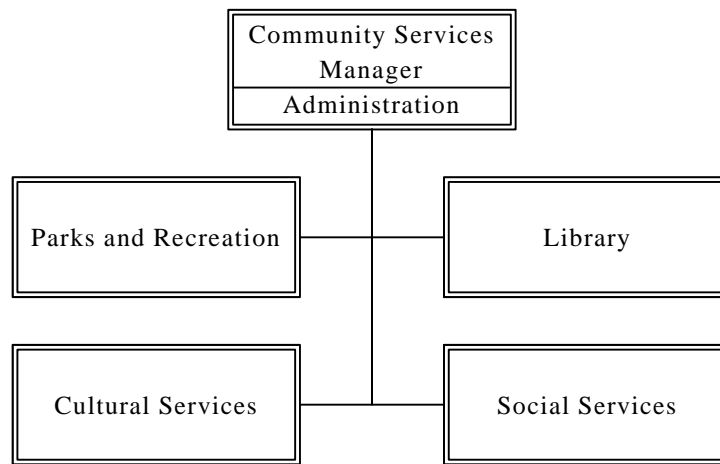 Community Services
Manager
Administration
Parks and Recreation
Library
Cultural Services
Social Services